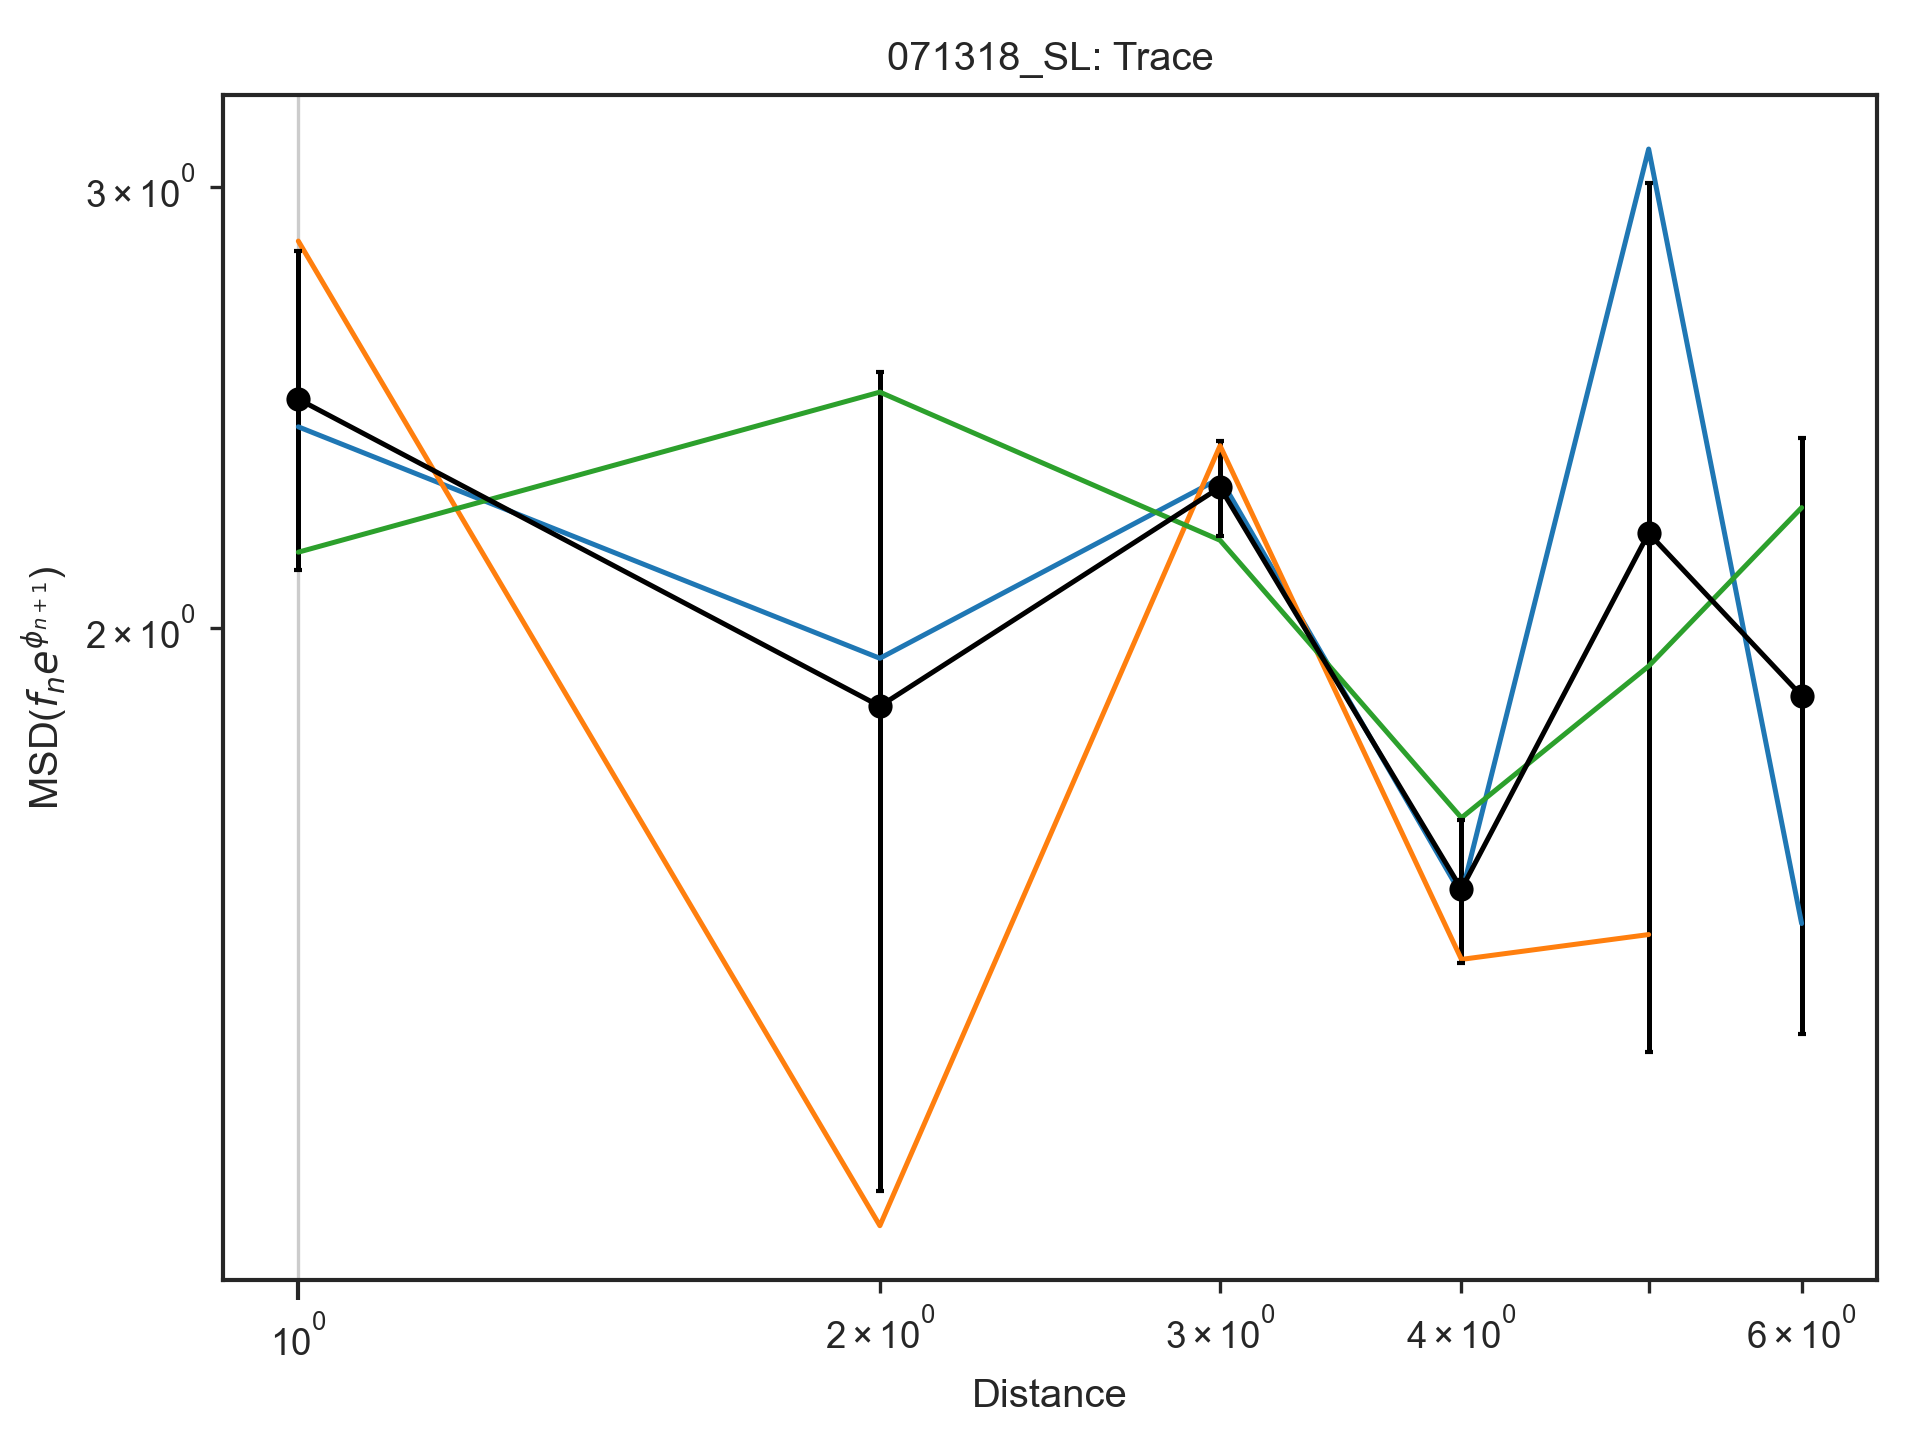 071318_SL: Trace
3 × 10⁰
2 × 10⁰
MSD(fₙe^ϕₙ₊₁)
10⁰
2 × 10⁰
3 × 10⁰
4 × 10⁰
6 × 10⁰
Distance